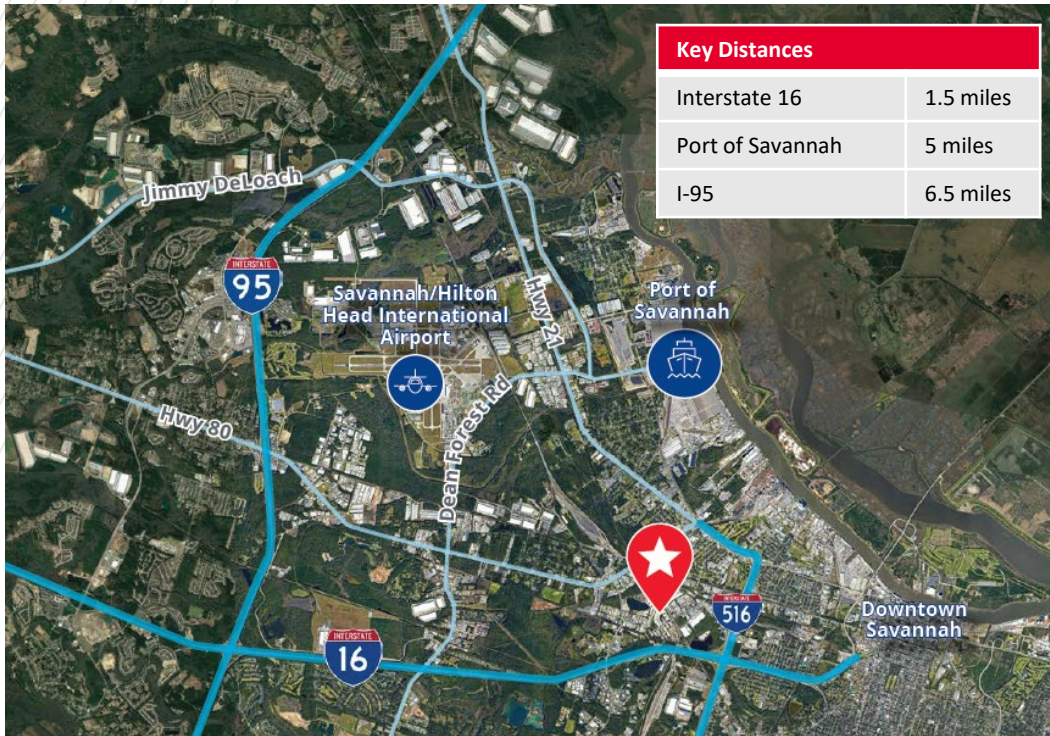 Key Distances
Interstate 16 1.5 miles
Port of Savannah 5 miles
I-95 6.5 miles
Jimmy DeLoach
INTERSTATE
95
Savannah/Hilton
Head International
Airport
Hwy 21
Port of
Savannah
Hwy 80
Dean Forest Rd
INTERSTATE
516
Downtown
Savannah
INTERSTATE
16